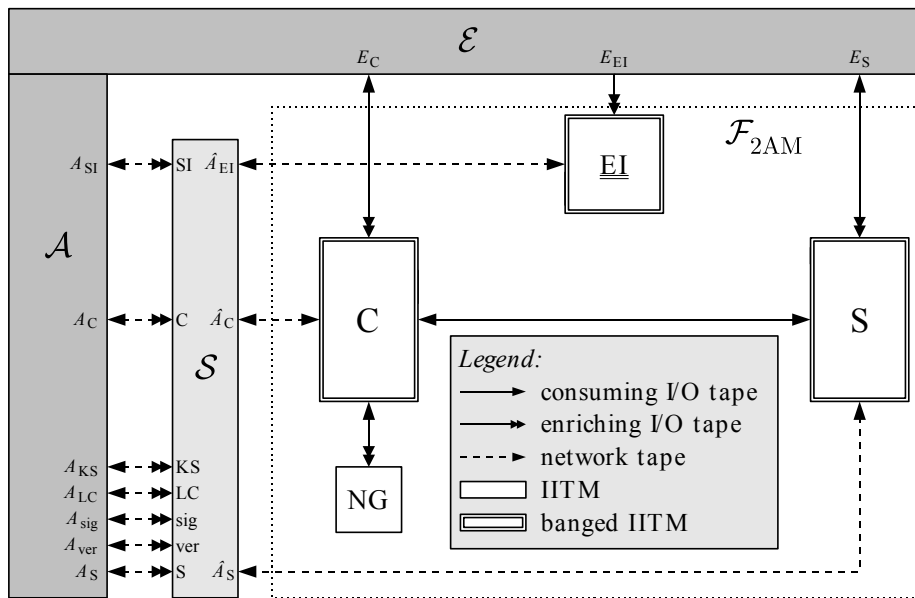 ℰ
E_C E_EI E_S
ℱ_2AM
A_SI SI Â_EI EI
𝒜
A_C C Â_C C S
𝒮
Legend:
consuming I/O tape
enriching I/O tape
network tape
IITM
banged IITM
A_KS KS
A_LC LC
NG
A_sig sig
A_ver ver
A_S S Â_S